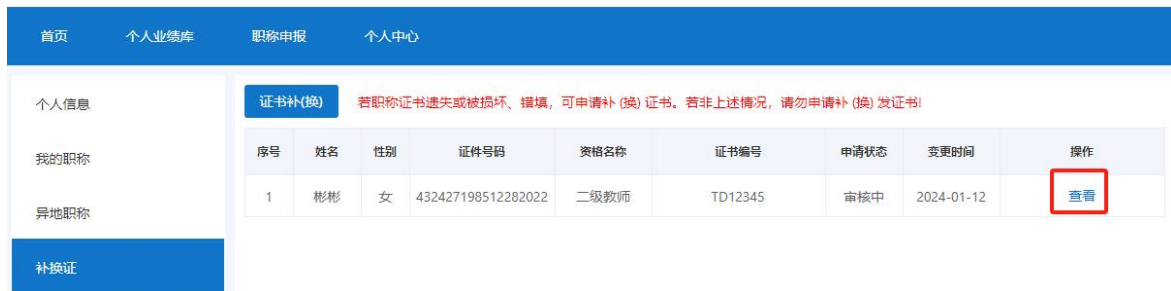 首页 个人业绩库 职称申报 个人中心
个人信息
我的职称
异地职称
补换证
证书补(换) 若职称证书遗失或被损坏、错填，可申请补 (换) 证书。若非上述情况，请勿申请补 (换) 发证书!
序号 姓名 性别 证件号码 资格名称 证书编号 申请状态 变更时间 操作
1 彬彬 女 432427198512282022 二级教师 TD12345 审核中 2024-01-12 查看